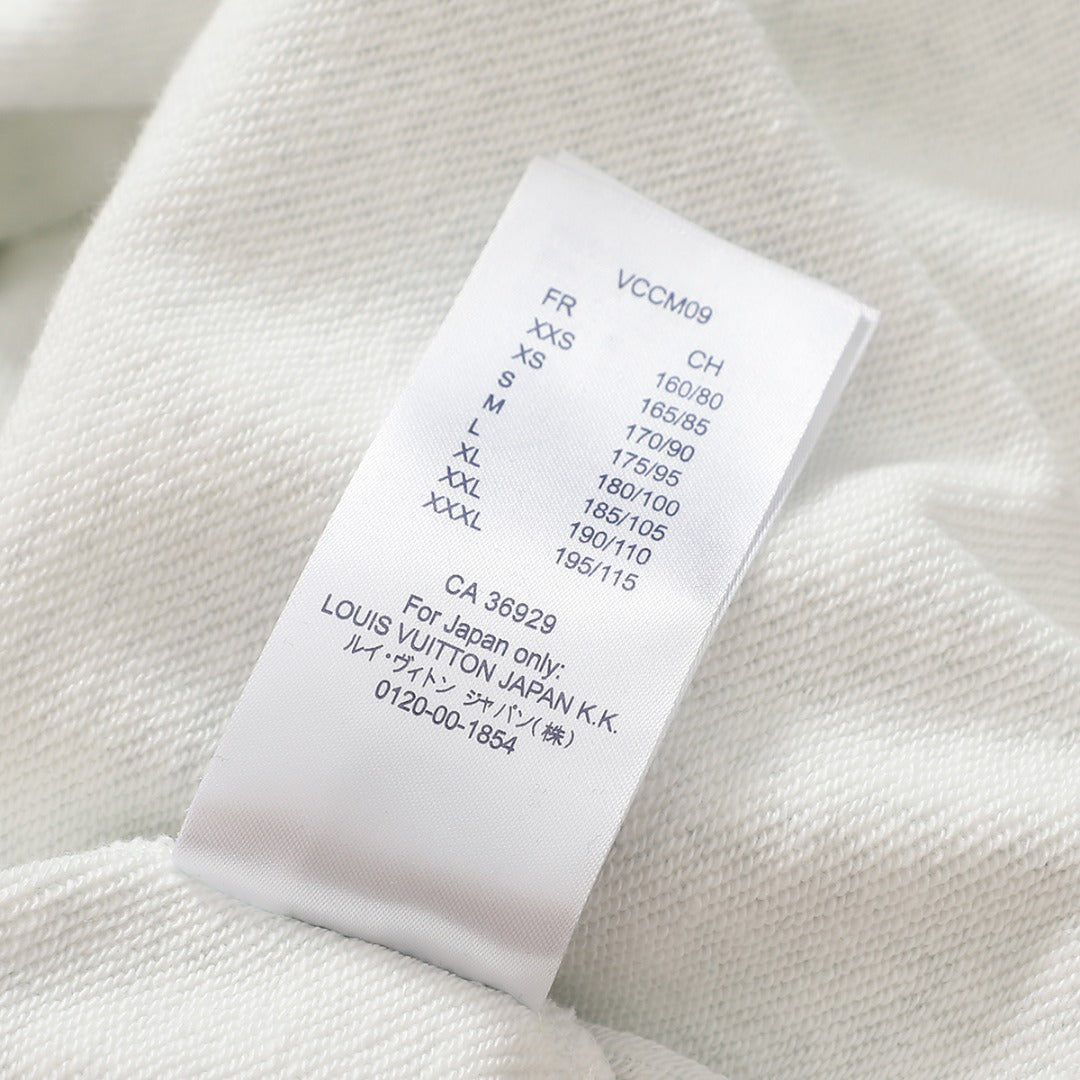 VCCM09
FR CH
XXS 160/80
XS 165/85
S 170/90
M 175/95
L 180/100
XL 185/105
XXL 190/110
XXXL 195/115
CA 36929
For Japan only:
LOUIS VUITTON JAPAN K.K.
ルイ・ヴィトン ジャパン(株)
0120-00-1854